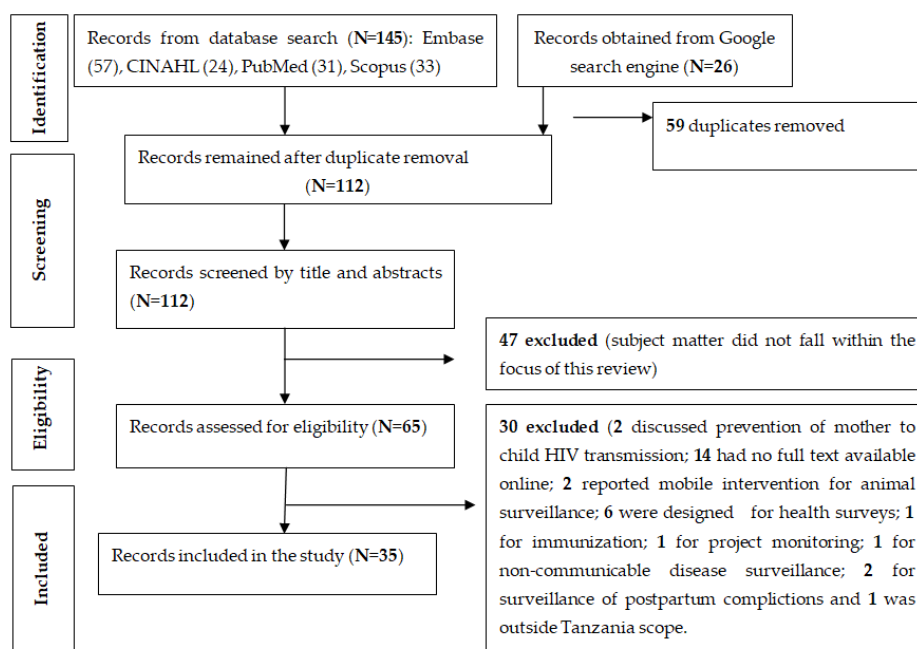 Identification
Records from database search (N=145): Embase
(57), CINAHL (24), PubMed (31), Scopus (33)
Records obtained from Google
search engine (N=26)
59 duplicates removed
Screening
Records remained after duplicate removal
(N=112)
Records screened by title and abstracts
(N=112)
47 excluded (subject matter did not fall within the
focus of this review)
Eligibility
Records assessed for eligibility (N=65)
30 excluded (2 discussed prevention of mother to
child HIV transmission; 14 had no full text available
online; 2 reported mobile intervention for animal
surveillance; 6 were designed for health surveys; 1
for immunization; 1 for project monitoring; 1 for
non-communicable disease surveillance; 2 for
surveillance of postpartum complictions and 1 was
outside Tanzania scope.
Included
Records included in the study (N=35)